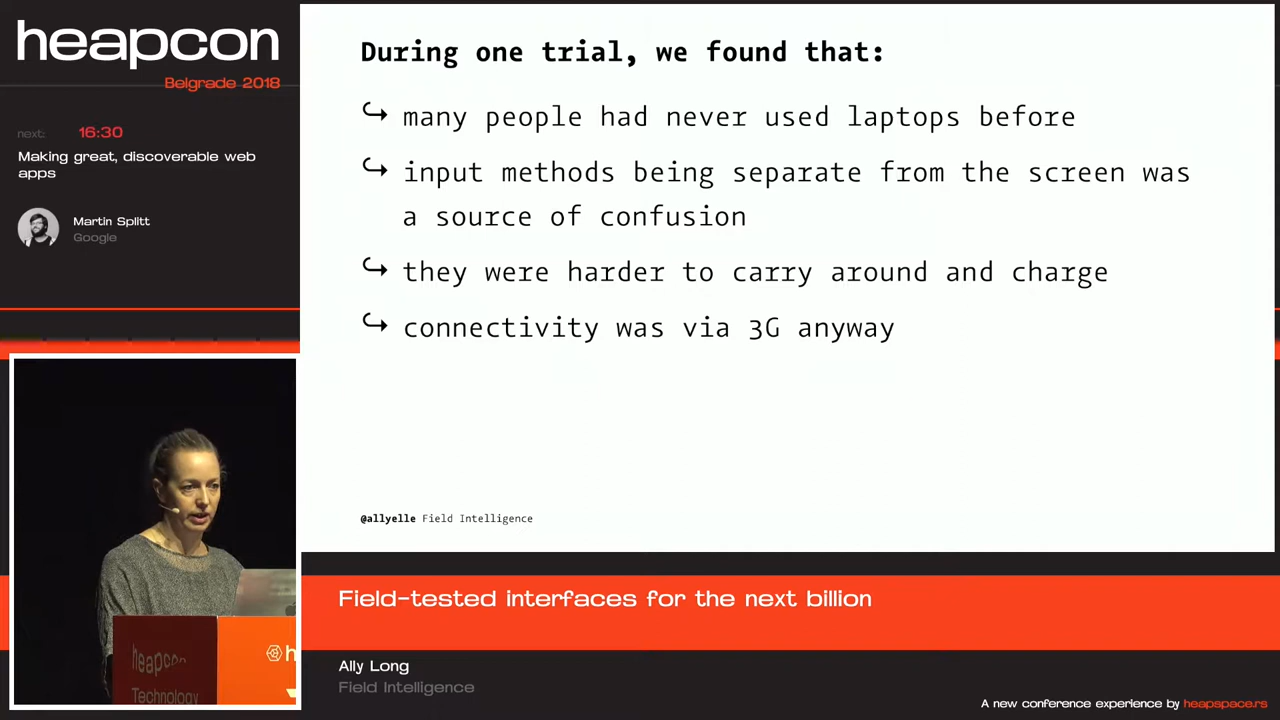 heapcon
Belgrade 2018
next: 16:30
Making great, discoverable web
apps
Martin Splitt
Google
During one trial, we found that:
↪ many people had never used laptops before
↪ input methods being separate from the screen was
a source of confusion
↪ they were harder to carry around and charge
↪ connectivity was via 3G anyway
@allyelle Field Intelligence
heapcon
Technology
h
Field-tested interfaces for the next billion
Ally Long
Field Intelligence
A new conference experience by heapspace.rs